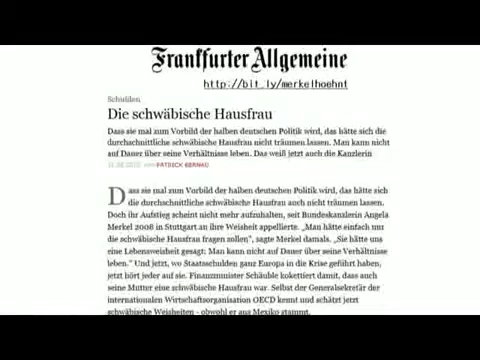 Frankfurter Allgemeine
http://bit.ly/merkelhoehnt
Schulden
Die schwäbische Hausfrau
Dass sie mal zum Vorbild der halben deutschen Politik wird, das hätte sich die
durchschnittliche schwäbische Hausfrau nicht träumen lassen. Man kann nicht
auf Dauer über seine Verhältnisse leben. Das weiß jetzt auch die Kanzlerin
von PATRICK BERNAU
Dass sie mal zum Vorbild der halben deutschen Politik wird, das hätte sich
die durchschnittliche schwäbische Hausfrau auch nicht träumen lassen.
Doch ihr Aufstieg scheint nicht mehr aufzuhalten, seit Bundeskanzlerin Angela
Merkel 2008 in Stuttgart an ihre Weisheit appellierte. „Man hätte einfach nur
die schwäbische Hausfrau fragen sollen", sagte Merkel damals. „Sie hätte uns
eine Lebensweisheit gesagt: Man kann nicht auf Dauer über seine Verhältnisse
leben." Und jetzt, wo Staatsschulden ganz Europa in die Krise geführt haben,
jetzt hört jeder auf sie. Finanzminister Schäuble kokettiert damit, dass auch
seine Mutter eine schwäbische Hausfrau war. Selbst der Generalsekretär der
internationalen Wirtschaftsorganisation OECD kennt und schätzt jetzt
schwäbische Weisheiten - obwohl er aus Mexiko stammt.